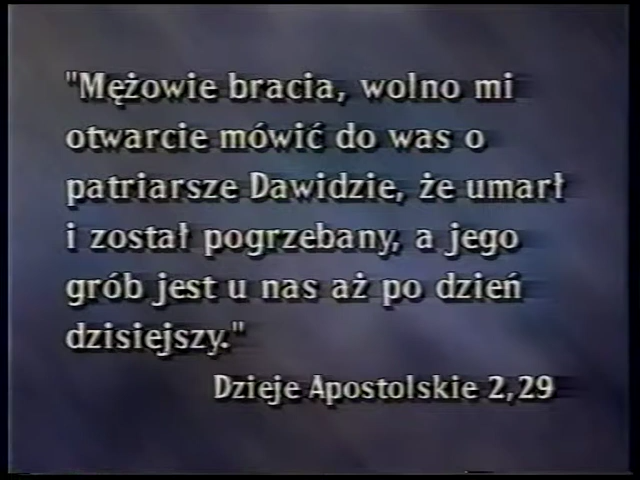 "Mężowie bracia, wolno mi
otwarcie mówić do was o
patriarsze Dawidzie, że umarł
i został pogrzebany, a jego
grób jest u nas aż po dzień
dzisiejszy."
Dzieje Apostolskie 2,29